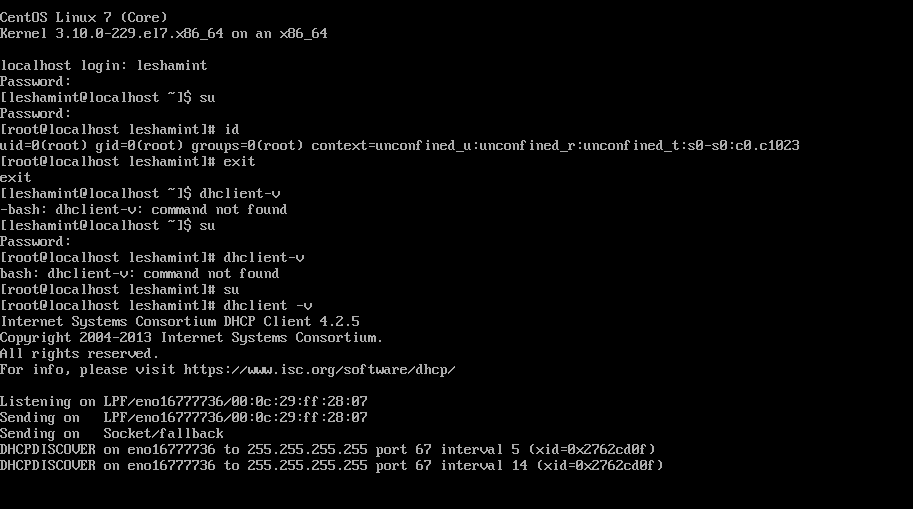 CentOS Linux 7 (Core)
Kernel 3.10.0-229.el7.x86_64 on an x86_64
localhost login: leshamint
Password:
[leshamint@localhost ~]$ su
Password:
[root@localhost leshamint]# id
uid=0(root) gid=0(root) groups=0(root) context=unconfined_u:unconfined_r:unconfined_t:s0-s0:c0.c1023
[root@localhost leshamint]# exit
exit
[leshamint@localhost ~]$ dhclient-v
-bash: dhclient-v: command not found
[leshamint@localhost ~]$ su
Password:
[root@localhost leshamint]# dhclient-v
bash: dhclient-v: command not found
[root@localhost leshamint]# su
[root@localhost leshamint]# dhclient -v
Internet Systems Consortium DHCP Client 4.2.5
Copyright 2004-2013 Internet Systems Consortium.
All rights reserved.
For info, please visit https://www.isc.org/software/dhcp/
Listening on LPF/eno16777736/00:0c:29:ff:28:07
Sending on   LPF/eno16777736/00:0c:29:ff:28:07
Sending on   Socket/fallback
DHCPDISCOVER on eno16777736 to 255.255.255.255 port 67 interval 5 (xid=0x2762cd0f)
DHCPDISCOVER on eno16777736 to 255.255.255.255 port 67 interval 14 (xid=0x2762cd0f)